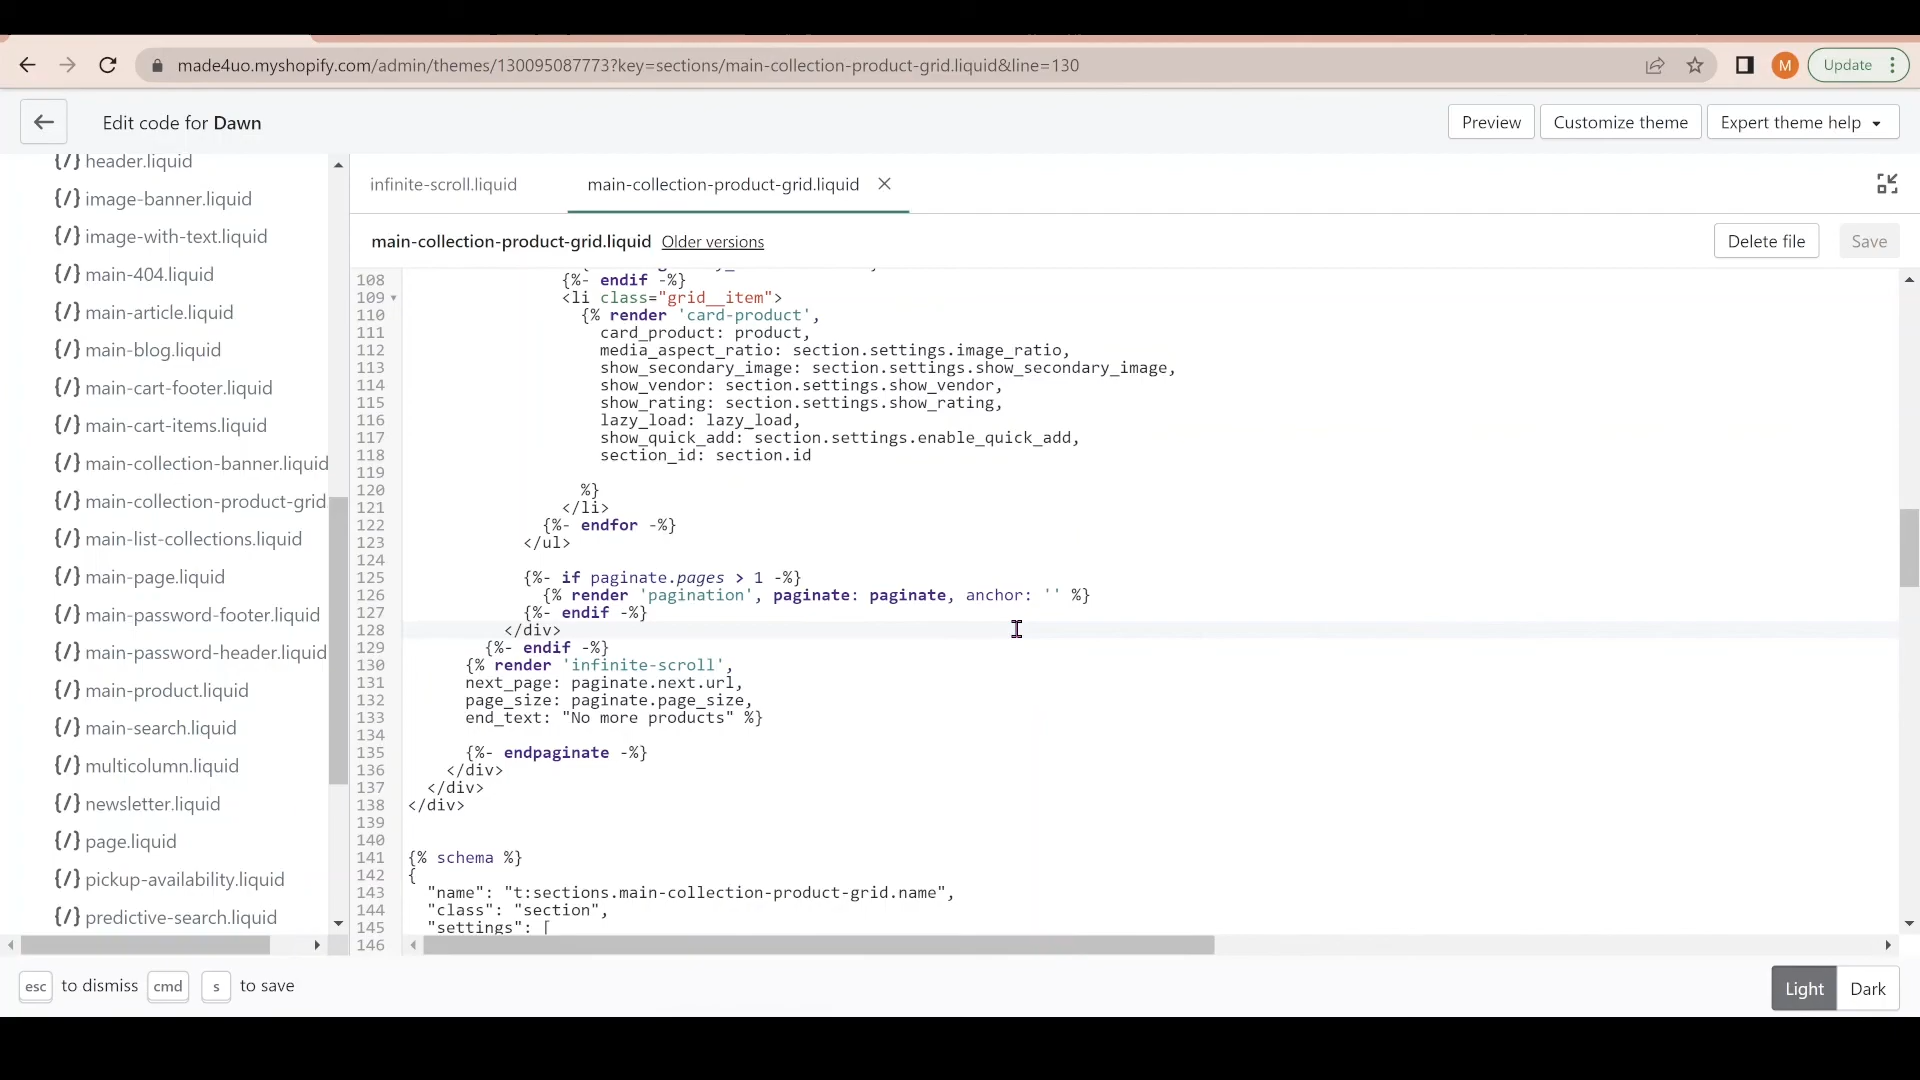 made4uo.myshopify.com/admin/themes/130095087773?key=sections/main-collection-product-grid.liquid&line=130
M
Update
Edit code for Dawn
Preview
Customize theme
Expert theme help
{/} header.liquid
{/} image-banner.liquid
{/} image-with-text.liquid
{/} main-404.liquid
{/} main-article.liquid
{/} main-blog.liquid
{/} main-cart-footer.liquid
{/} main-cart-items.liquid
{/} main-collection-banner.liquid
{/} main-collection-product-grid
{/} main-list-collections.liquid
{/} main-page.liquid
{/} main-password-footer.liquid
{/} main-password-header.liquid
{/} main-product.liquid
{/} main-search.liquid
{/} multicolumn.liquid
{/} newsletter.liquid
{/} page.liquid
{/} pickup-availability.liquid
{/} predictive-search.liquid
infinite-scroll.liquid
main-collection-product-grid.liquid
main-collection-product-grid.liquid Older versions
Delete file
Save
108 {%- endif -%}
109 <li class="grid__item">
110 {% render 'card-product',
111 card_product: product,
112 media_aspect_ratio: section.settings.image_ratio,
113 show_secondary_image: section.settings.show_secondary_image,
114 show_vendor: section.settings.show_vendor,
115 show_rating: section.settings.show_rating,
116 lazy_load: lazy_load,
117 show_quick_add: section.settings.enable_quick_add,
118 section_id: section.id
119
120 %}
121 </li>
122 {%- endfor -%}
123 </ul>
124
125 {%- if paginate.pages > 1 -%}
126 {% render 'pagination', paginate: paginate, anchor: '' %}
127 {%- endif -%}
128 </div>
129 {%- endif -%}
130 {% render 'infinite-scroll',
131 next_page: paginate.next.url,
132 page_size: paginate.page_size,
133 end_text: "No more products" %}
134
135 {%- endpaginate -%}
136 </div>
137 </div>
138 </div>
139
140
141 {% schema %}
142 {
143 "name": "t:sections.main-collection-product-grid.name",
144 "class": "section",
145 "settings": [
146
esc to dismiss cmd s to save
Light
Dark